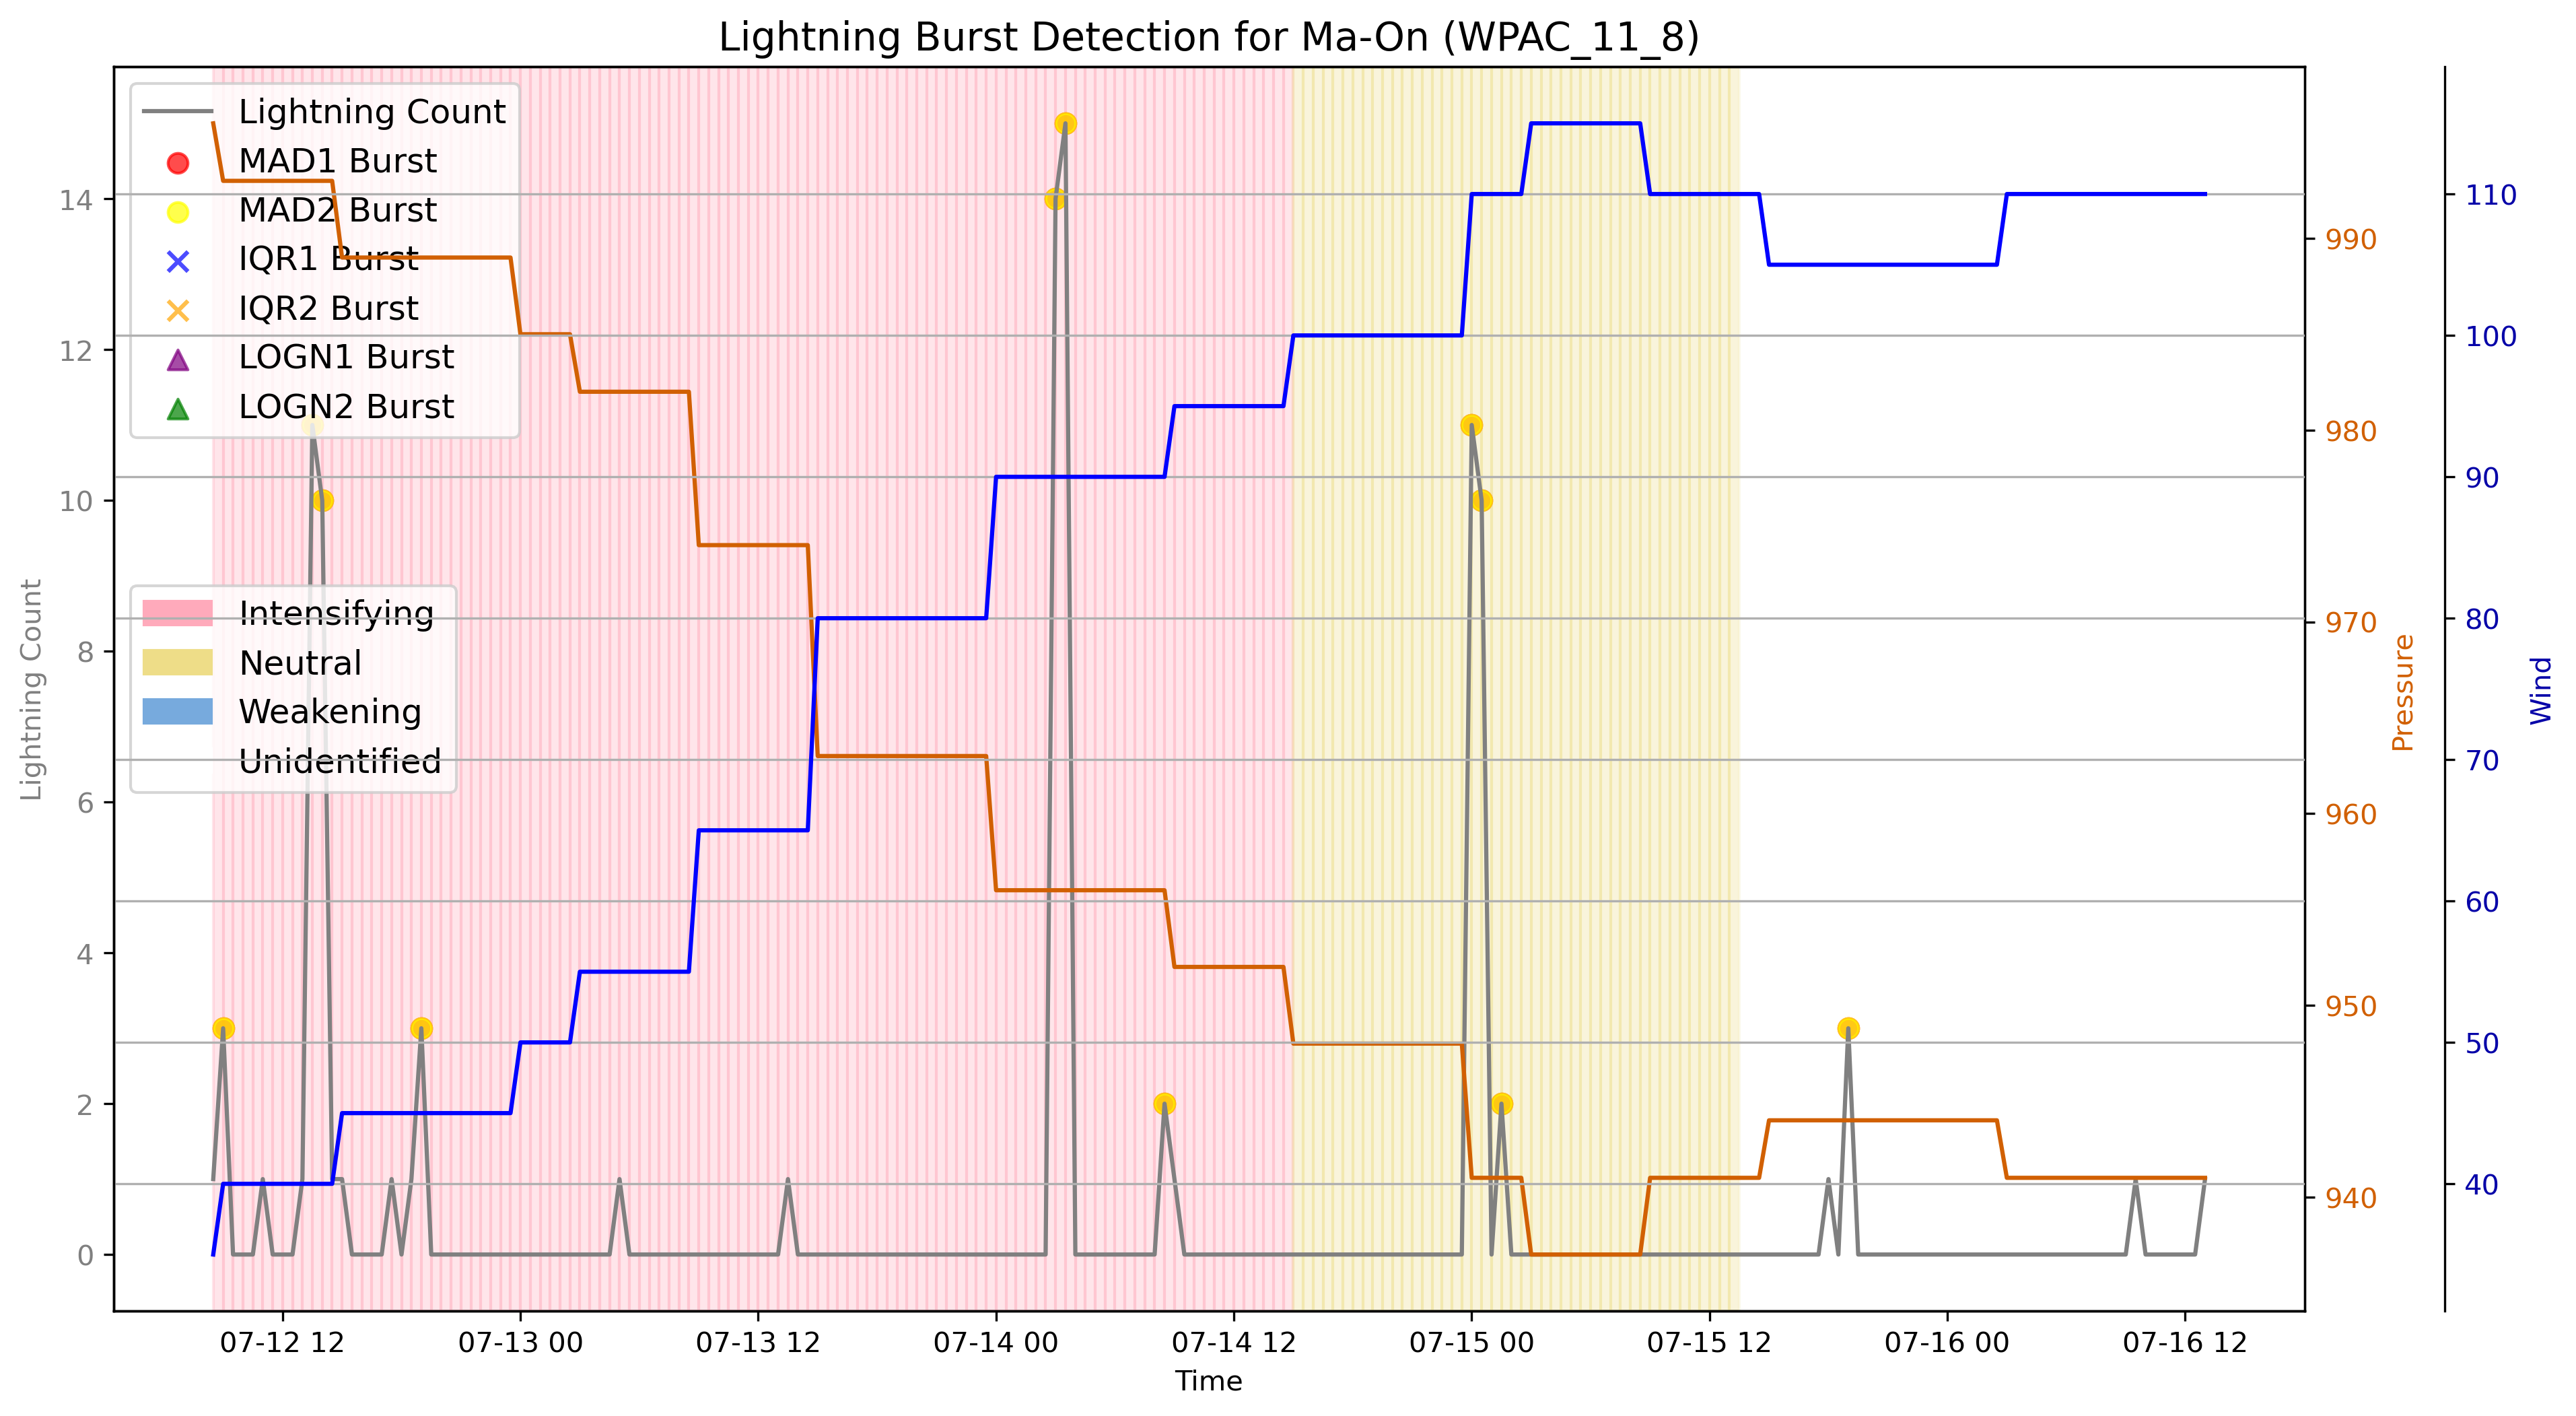 Lightning Burst Detection for Ma-On (WPAC_11_8)
Lightning Count
MAD1 Burst
MAD2 Burst
IQR1 Burst
IQR2 Burst
LOGN1 Burst
LOGN2 Burst
Intensifying
Neutral
Weakening
Unidentified
Lightning Count
14
12
10
8
6
4
2
0
07-12 12
07-13 00
07-13 12
07-14 00
07-14 12
07-15 00
07-15 12
07-16 00
07-16 12
Time
990
980
970
960
950
940
Pressure
110
100
90
80
70
60
50
40
Wind